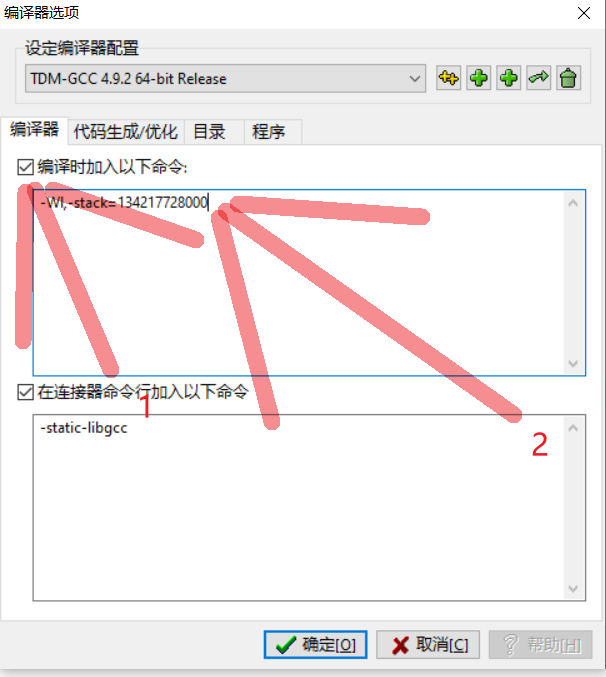 编译器选项
设定编译器配置
TDM-GCC 4.9.2 64-bit Release
编译器 代码生成/优化 目录 程序
编译时加入以下命令:
-Wl,-stack=134217728000
在连接器命令行加入以下命令
1
-static-libgcc
2
确定[O] 取消[C] 帮助[H]